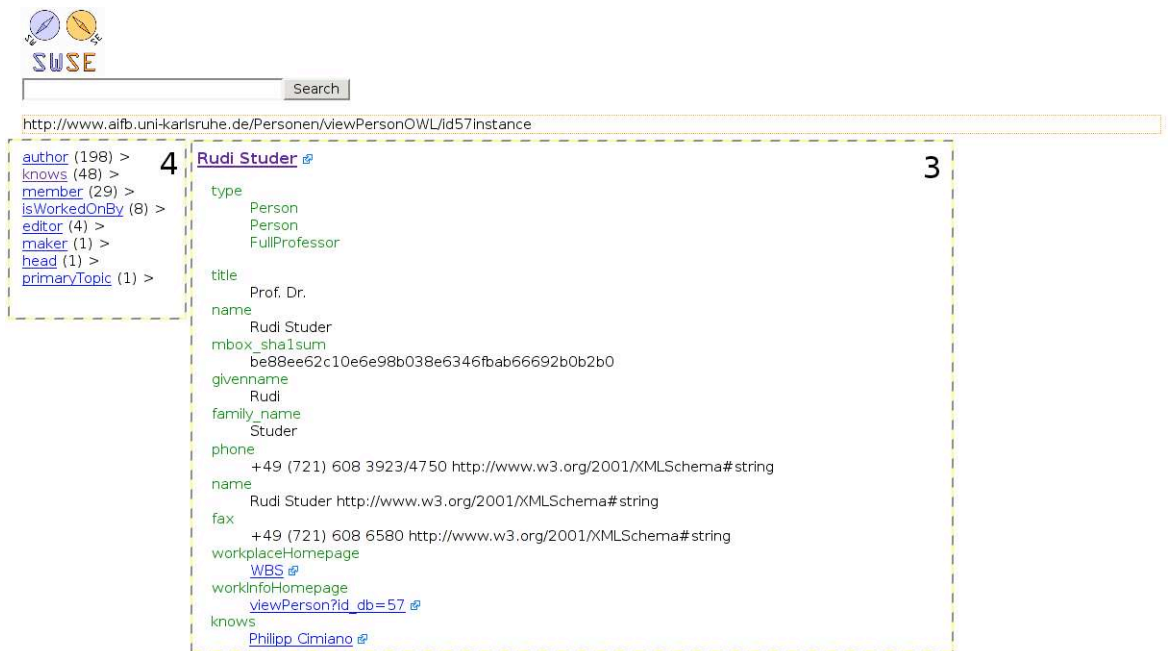 SW SE
SWSE
Search
http://www.aifb.uni-karlsruhe.de/Personen/viewPersonOWL/id57instance
4
author (198) >
knows (48) >
member (29) >
isWorkedOnBy (8) >
editor (4) >
maker (1) >
head (1) >
primaryTopic (1) >
3
Rudi Studer
type
Person
Person
FullProfessor
title
Prof. Dr.
name
Rudi Studer
mbox_sha1sum
be88ee62c10e6e98b038e6346fbab66692b0b2b0
givenname
Rudi
family_name
Studer
phone
+49 (721) 608 3923/4750 http://www.w3.org/2001/XMLSchema#string
name
Rudi Studer http://www.w3.org/2001/XMLSchema#string
fax
+49 (721) 608 6580 http://www.w3.org/2001/XMLSchema#string
workplaceHomepage
WBS
workInfoHomepage
viewPerson?id_db=57
knows
Philipp Cimiano